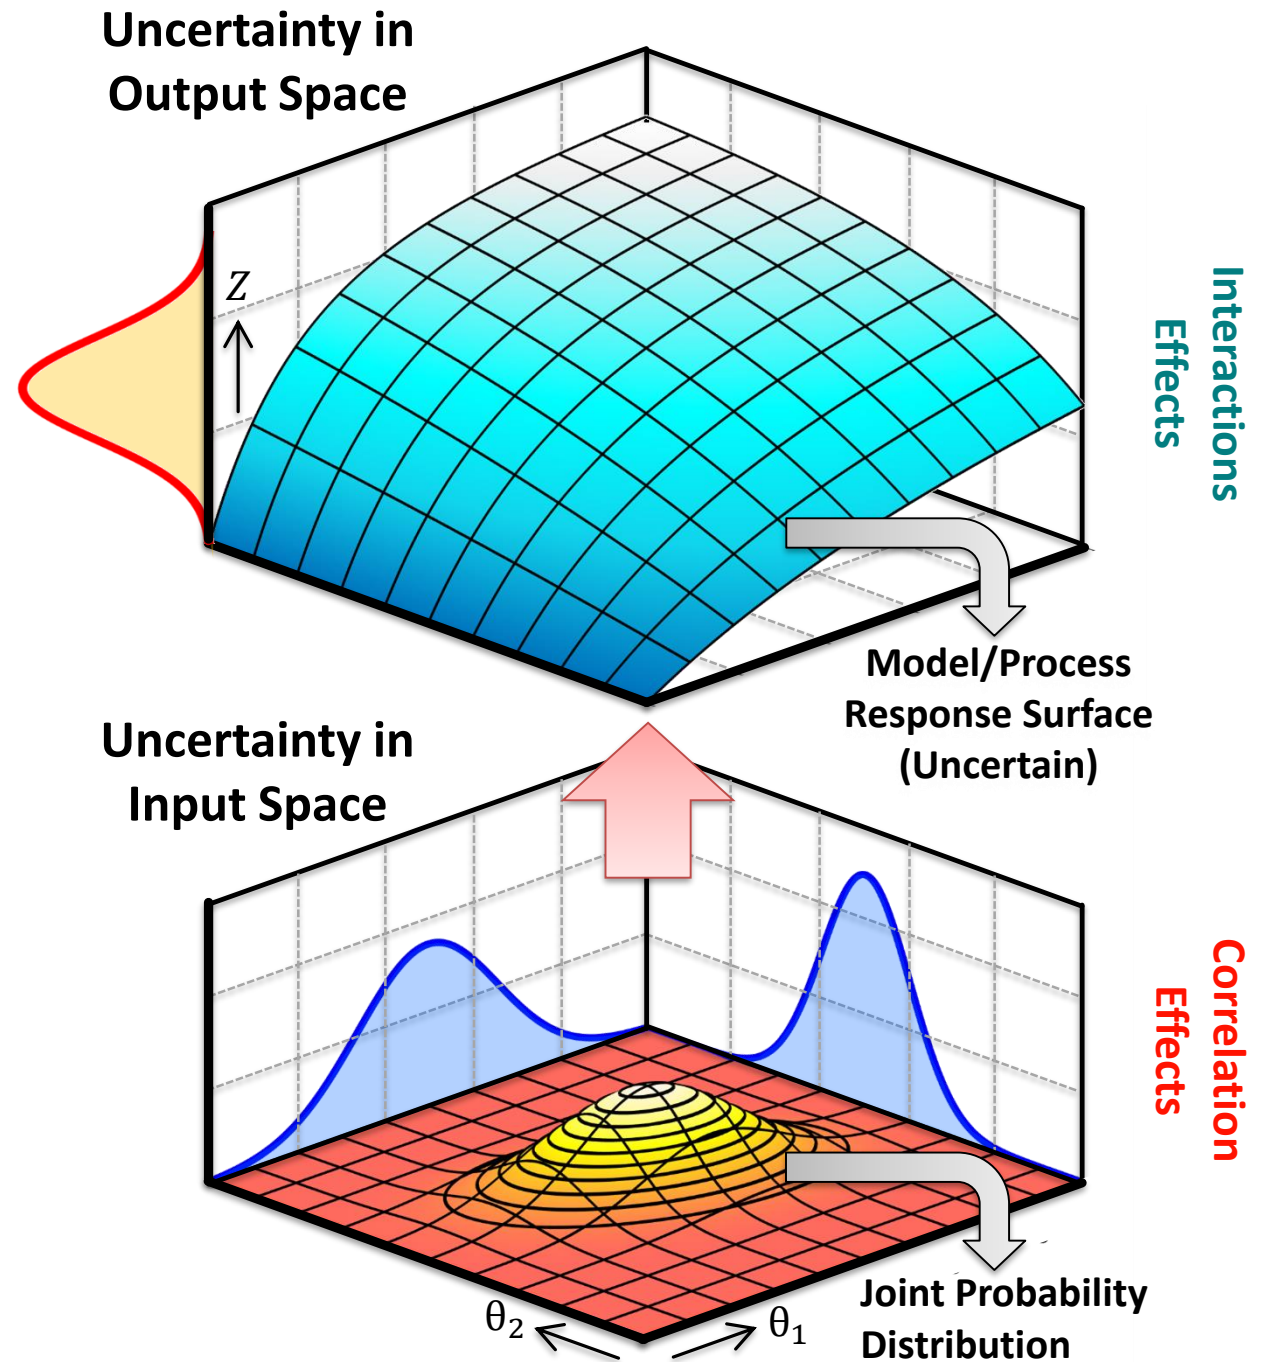 Uncertainty in
Output Space
Z
Interactions
Effects
Model/Process
Response Surface
(Uncertain)
Uncertainty in
Input Space
Correlation
Effects
θ₂
θ₁
Joint Probability
Distribution